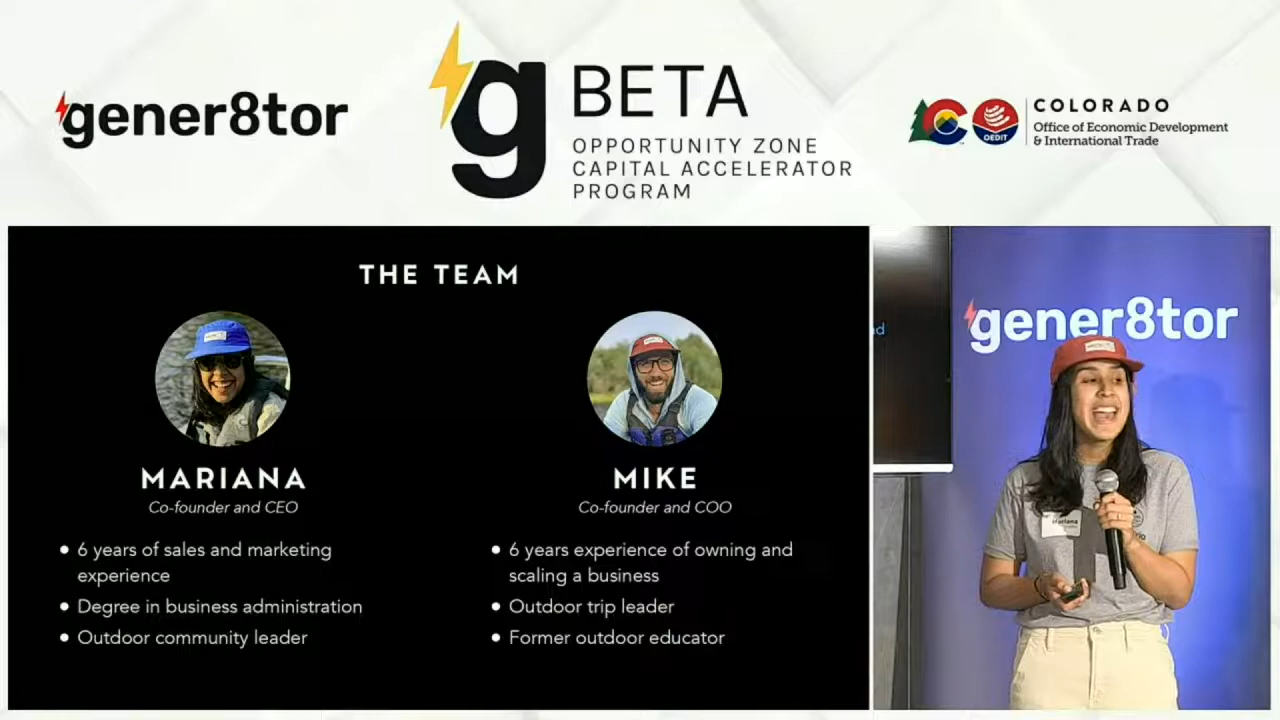 gener8tor
g BETA
OPPORTUNITY ZONE
CAPITAL ACCELERATOR
PROGRAM
CO
OEDIT
COLORADO
Office of Economic Development
& International Trade
THE TEAM
MARIANA
Co-founder and CEO
• 6 years of sales and marketing
experience
• Degree in business administration
• Outdoor community leader
MIKE
Co-founder and COO
• 6 years experience of owning and
scaling a business
• Outdoor trip leader
• Former outdoor educator
gener8tor
Mariana